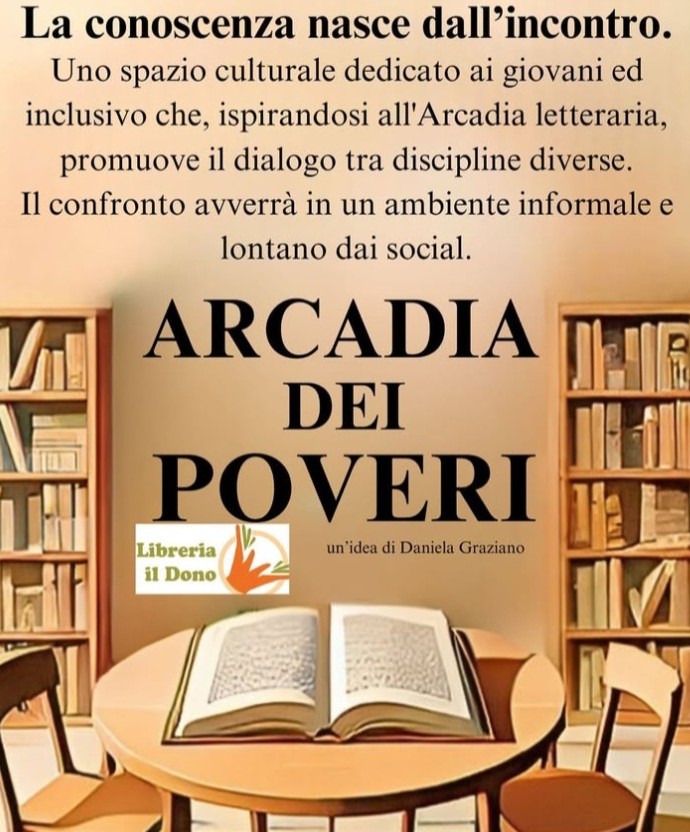 La conoscenza nasce dall’incontro.
Uno spazio culturale dedicato ai giovani ed
inclusivo che, ispirandosi all'Arcadia letteraria,
promuove il dialogo tra discipline diverse.
Il confronto avverrà in un ambiente informale e
lontano dai social.
ARCADIA
DEI
POVERI
Libreria
il Dono
un’idea di Daniela Graziano